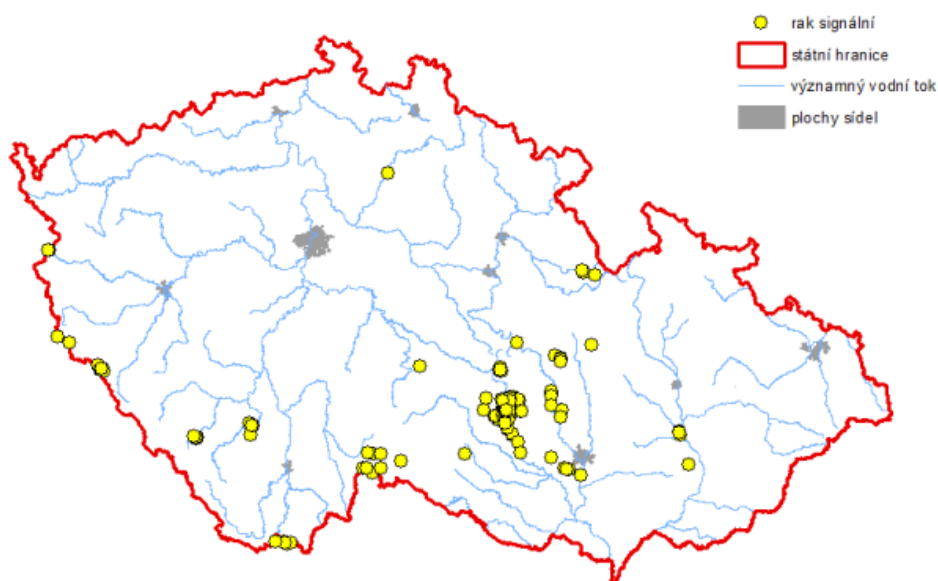 rak signální
státní hranice
významný vodní tok
plochy sídel